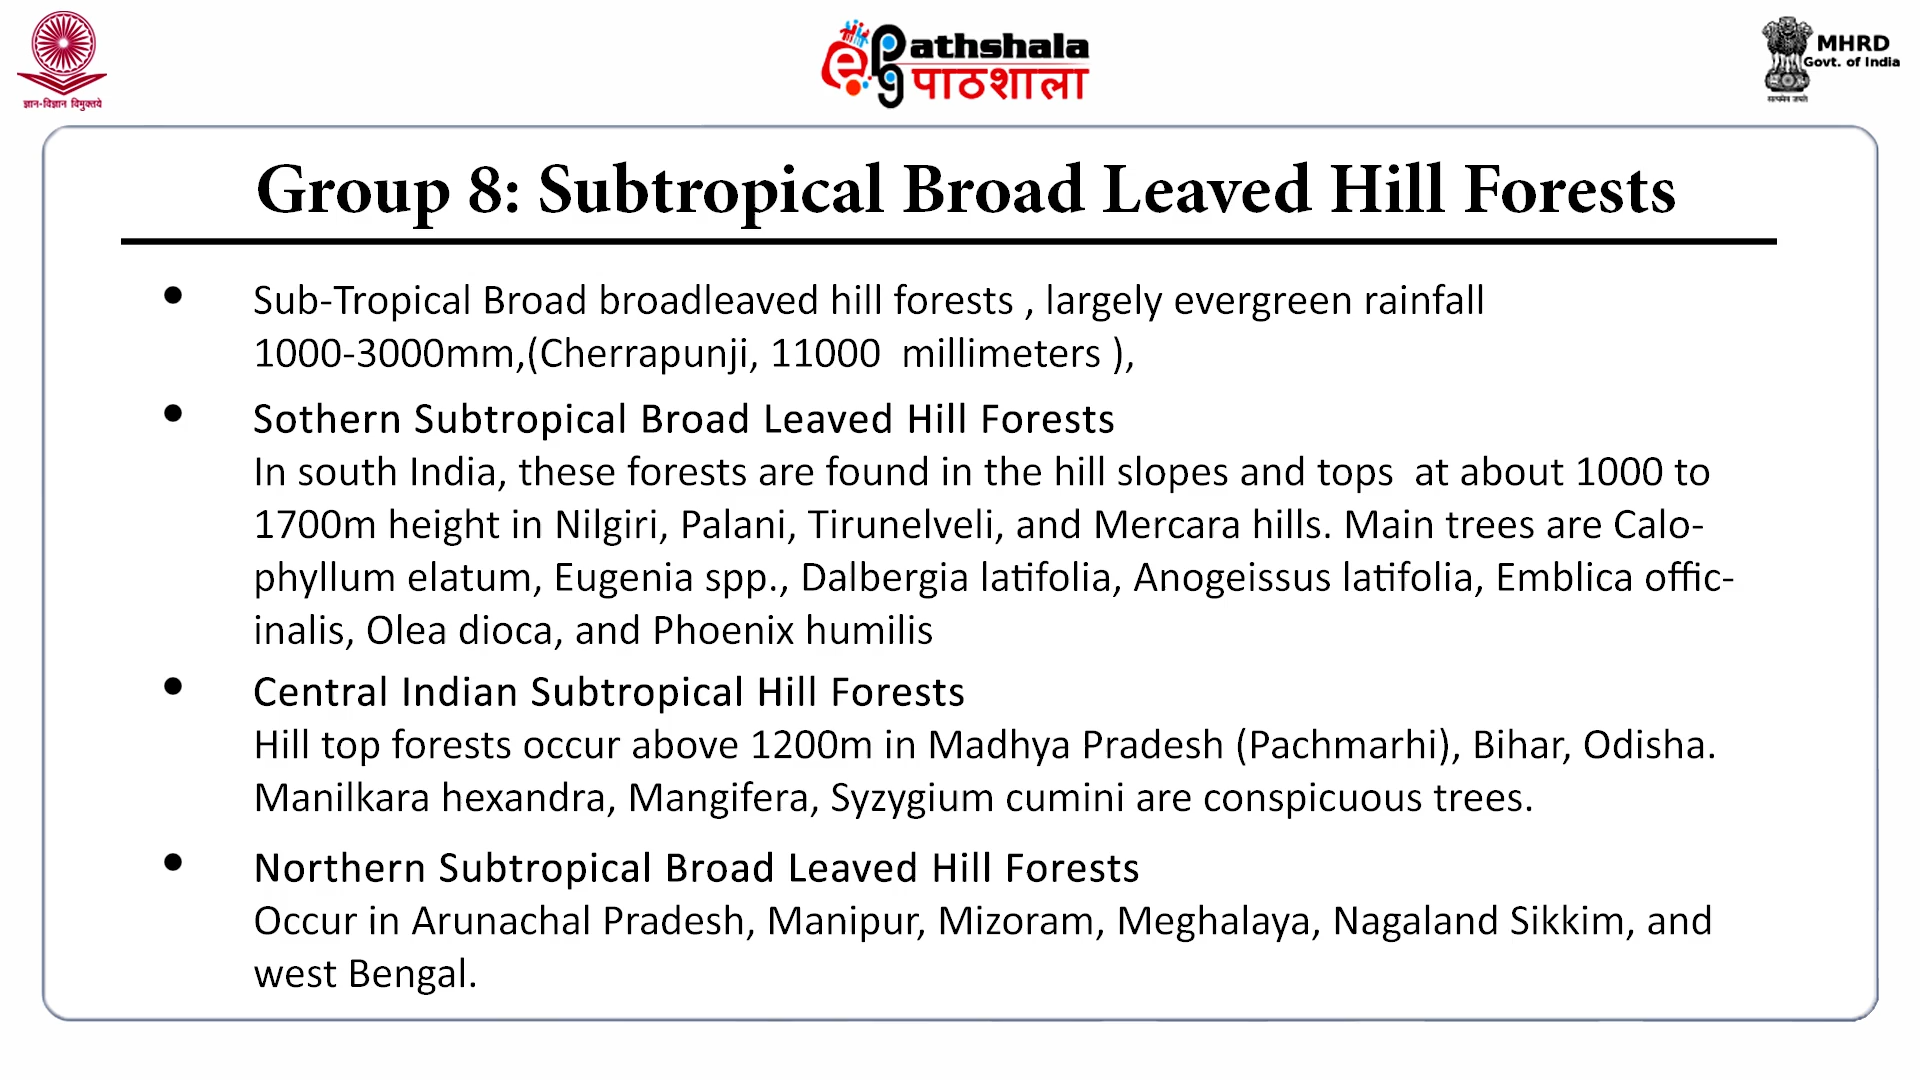 ज्ञान-विज्ञान विमुक्तये
ePathshala
पाठशाला
MHRD
Govt. of India
सत्यमेव जयते
Group 8: Subtropical Broad Leaved Hill Forests
• Sub-Tropical Broad broadleaved hill forests , largely evergreen rainfall
1000-3000mm,(Cherrapunji, 11000 millimeters ),
• Sothern Subtropical Broad Leaved Hill Forests
In south India, these forests are found in the hill slopes and tops at about 1000 to
1700m height in Nilgiri, Palani, Tirunelveli, and Mercara hills. Main trees are Calo-
phyllum elatum, Eugenia spp., Dalbergia latifolia, Anogeissus latifolia, Emblica offic-
inalis, Olea dioca, and Phoenix humilis
• Central Indian Subtropical Hill Forests
Hill top forests occur above 1200m in Madhya Pradesh (Pachmarhi), Bihar, Odisha.
Manilkara hexandra, Mangifera, Syzygium cumini are conspicuous trees.
• Northern Subtropical Broad Leaved Hill Forests
Occur in Arunachal Pradesh, Manipur, Mizoram, Meghalaya, Nagaland Sikkim, and
west Bengal.